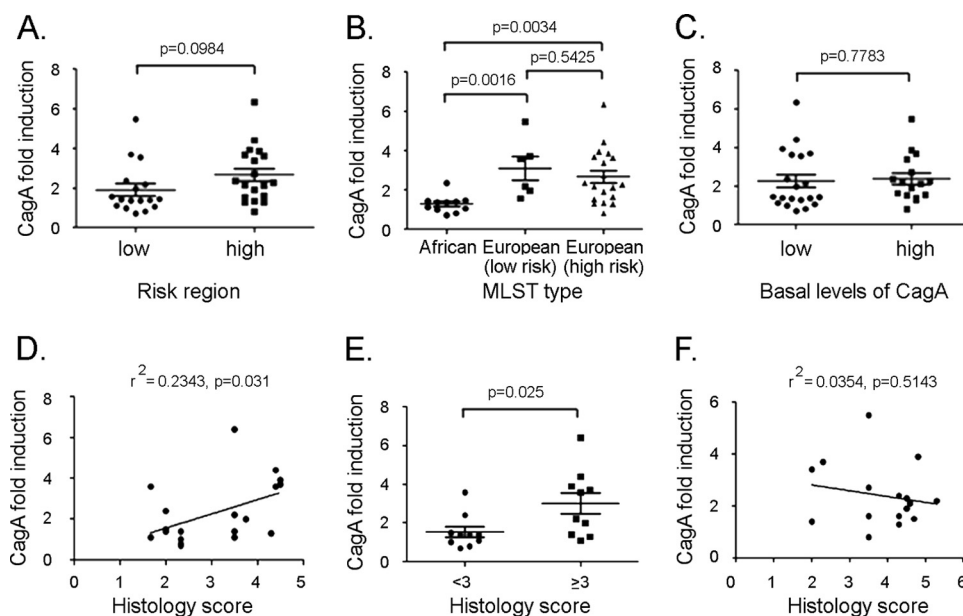 A.
p=0.0984
CagA fold induction
8
6
4
2
0
low high
Risk region
B.
p=0.0034
p=0.5425
p=0.0016
CagA fold induction
8
6
4
2
0
African European European
(low risk) (high risk)
MLST type
C.
p=0.7783
CagA fold induction
8
6
4
2
0
low high
Basal levels of CagA
D.
r2= 0.2343, p=0.031
CagA fold induction
8
6
4
2
0
0 1 2 3 4 5
Histology score
E.
p=0.025
CagA fold induction
8
6
4
2
0
<3 ≥3
Histology score
F.
r2= 0.0354, p=0.5143
CagA fold induction
6
4
2
0
0 1 2 3 4 5 6
Histology score